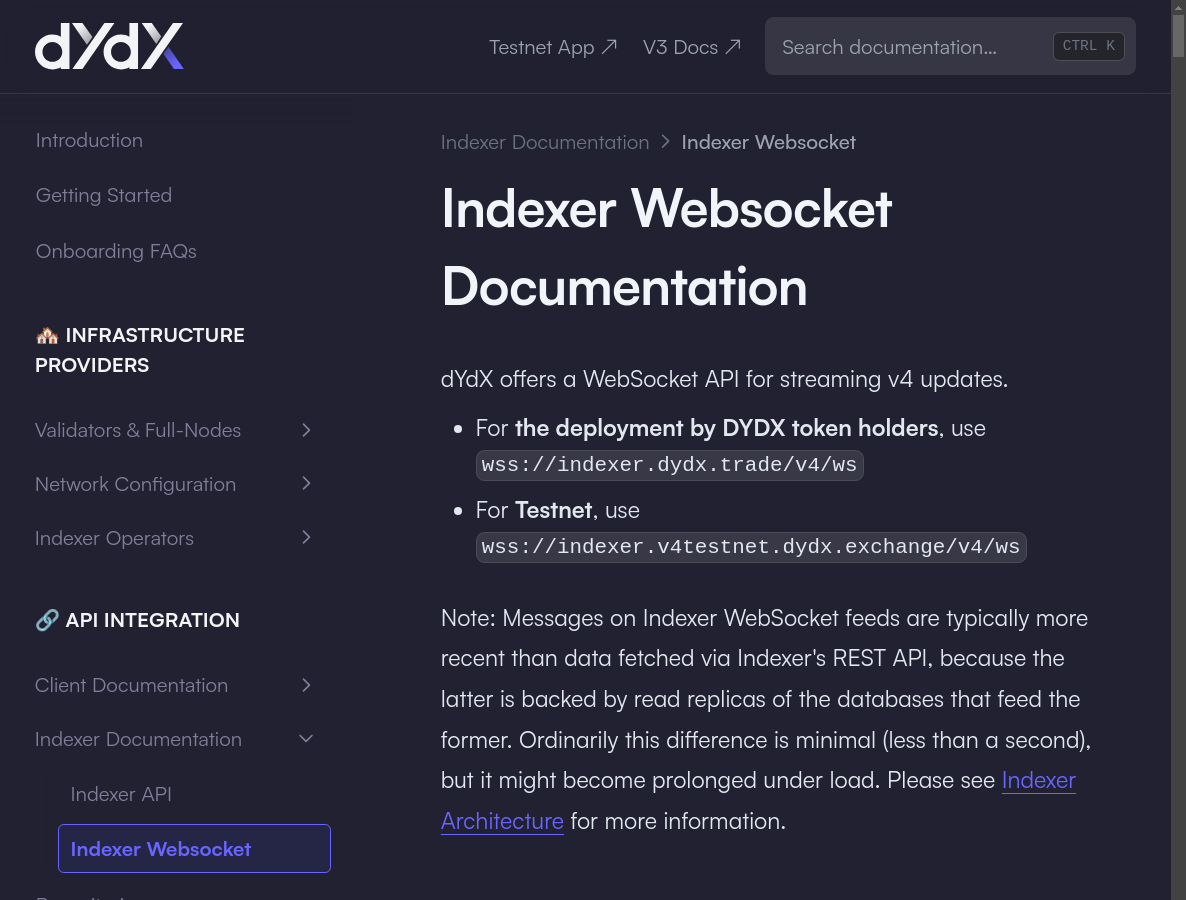 dYdX
Testnet App
V3 Docs
Search documentation...
CTRL K
Introduction
Getting Started
Onboarding FAQs
INFRASTRUCTURE
PROVIDERS
Validators & Full-Nodes
Network Configuration
Indexer Operators
API INTEGRATION
Client Documentation
Indexer Documentation
Indexer API
Indexer Websocket
Indexer Documentation > Indexer Websocket
Indexer Websocket
Documentation
dYdX offers a WebSocket API for streaming v4 updates.
• For the deployment by DYDX token holders, use
wss://indexer.dydx.trade/v4/ws
• For Testnet, use
wss://indexer.v4testnet.dydx.exchange/v4/ws
Note: Messages on Indexer WebSocket feeds are typically more
recent than data fetched via Indexer's REST API, because the
latter is backed by read replicas of the databases that feed the
former. Ordinarily this difference is minimal (less than a second),
but it might become prolonged under load. Please see Indexer
Architecture for more information.